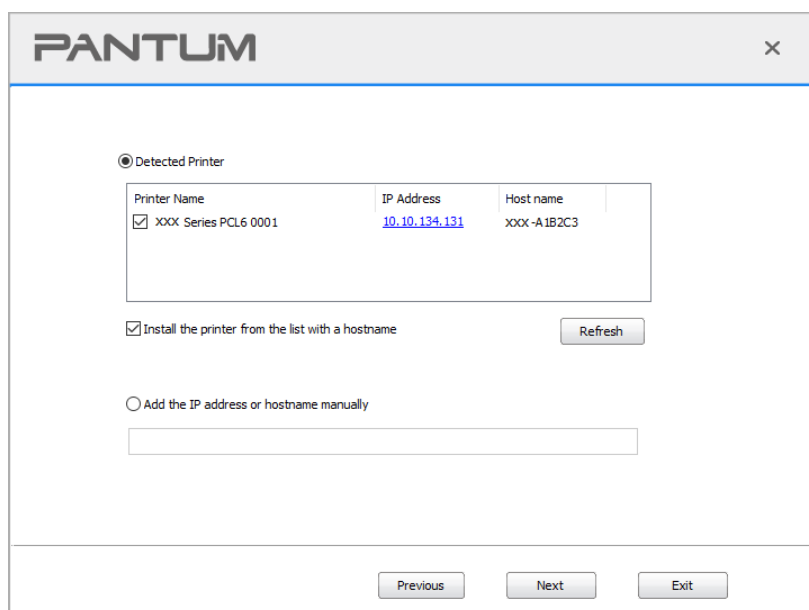 PANTUM
Detected Printer
Printer Name IP Address Host name
XXX Series PCL6 0001 10.10.134.131 XXX-A1B2C3
Install the printer from the list with a hostname Refresh
Add the IP address or hostname manually
Previous Next Exit